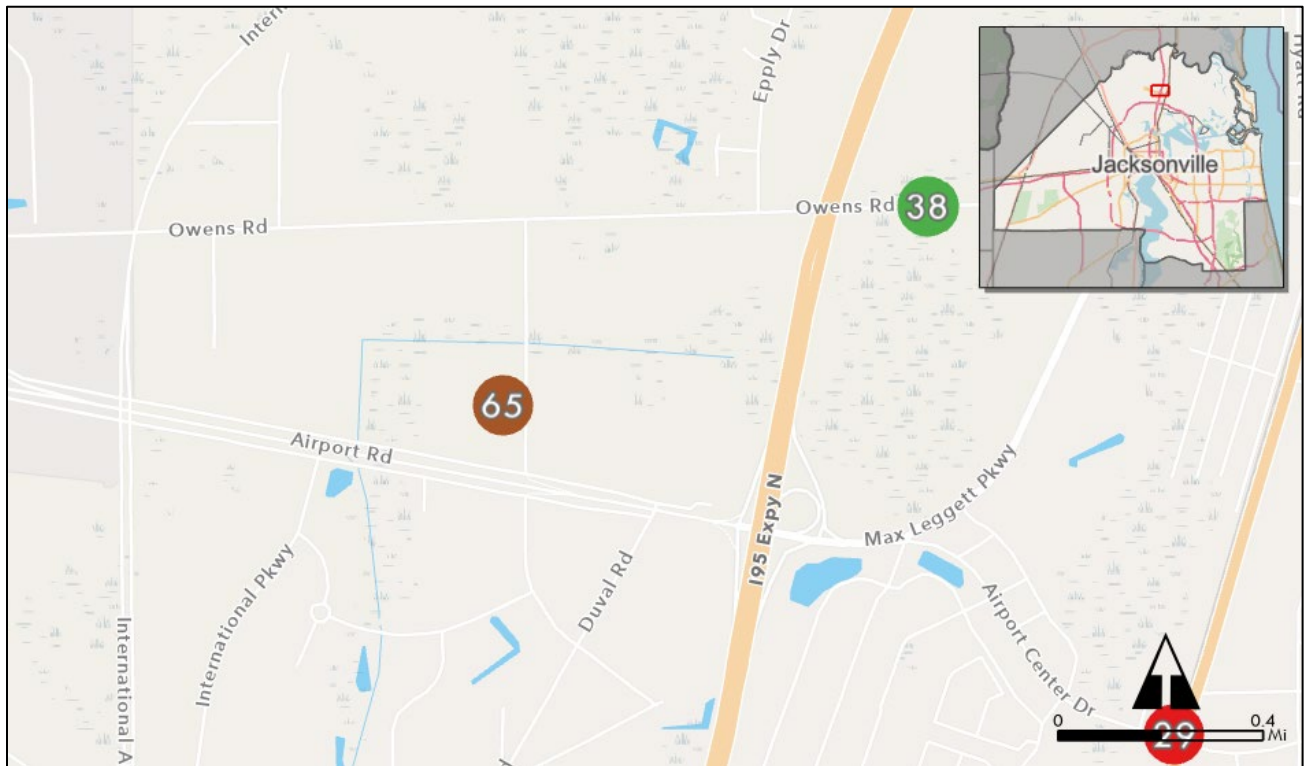 Epply Dr
Owens Rd
38
Owens Rd
Jacksonville
65
Airport Rd
I95 Expy N
Max Leggett Pkwy
International Pkwy
Duval Rd
International A
Airport Center Dr
0
0.4
Mi
29